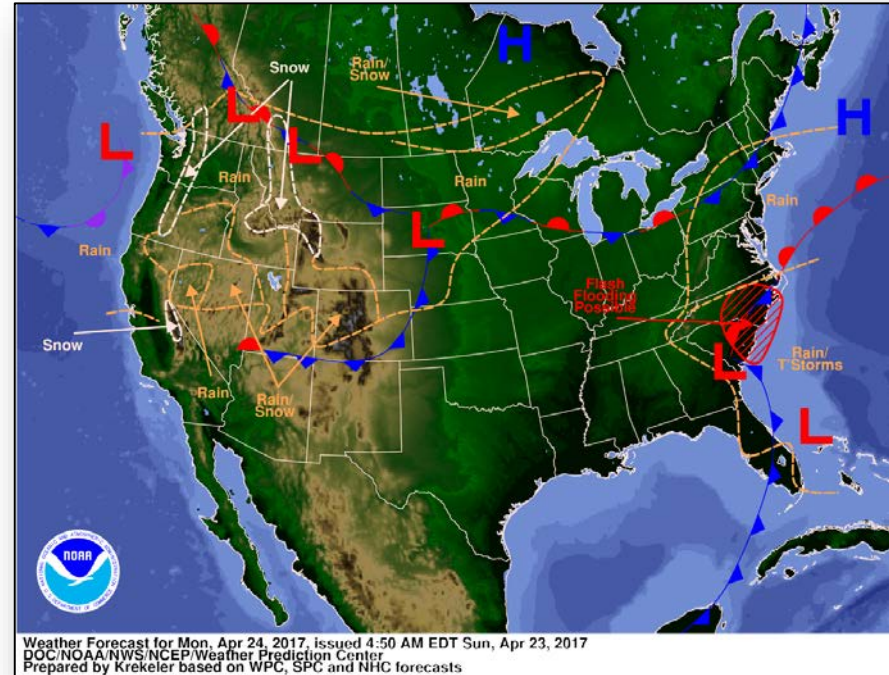 H
Rain/
Snow
Snow
L
L
L
H
Rain
Rain
Rain
L
Rain
Flash
Flooding
Possible
Snow
L
Rain/
T'Storms
Rain
Rain/
Snow
L
NOAA
Weather Forecast for Mon, Apr 24, 2017, issued 4:50 AM EDT Sun, Apr 23, 2017
DOC/NOAA/NWS/NCEP/Weather Prediction Center
Prepared by Krekeler based on WPC, SPC and NHC forecasts